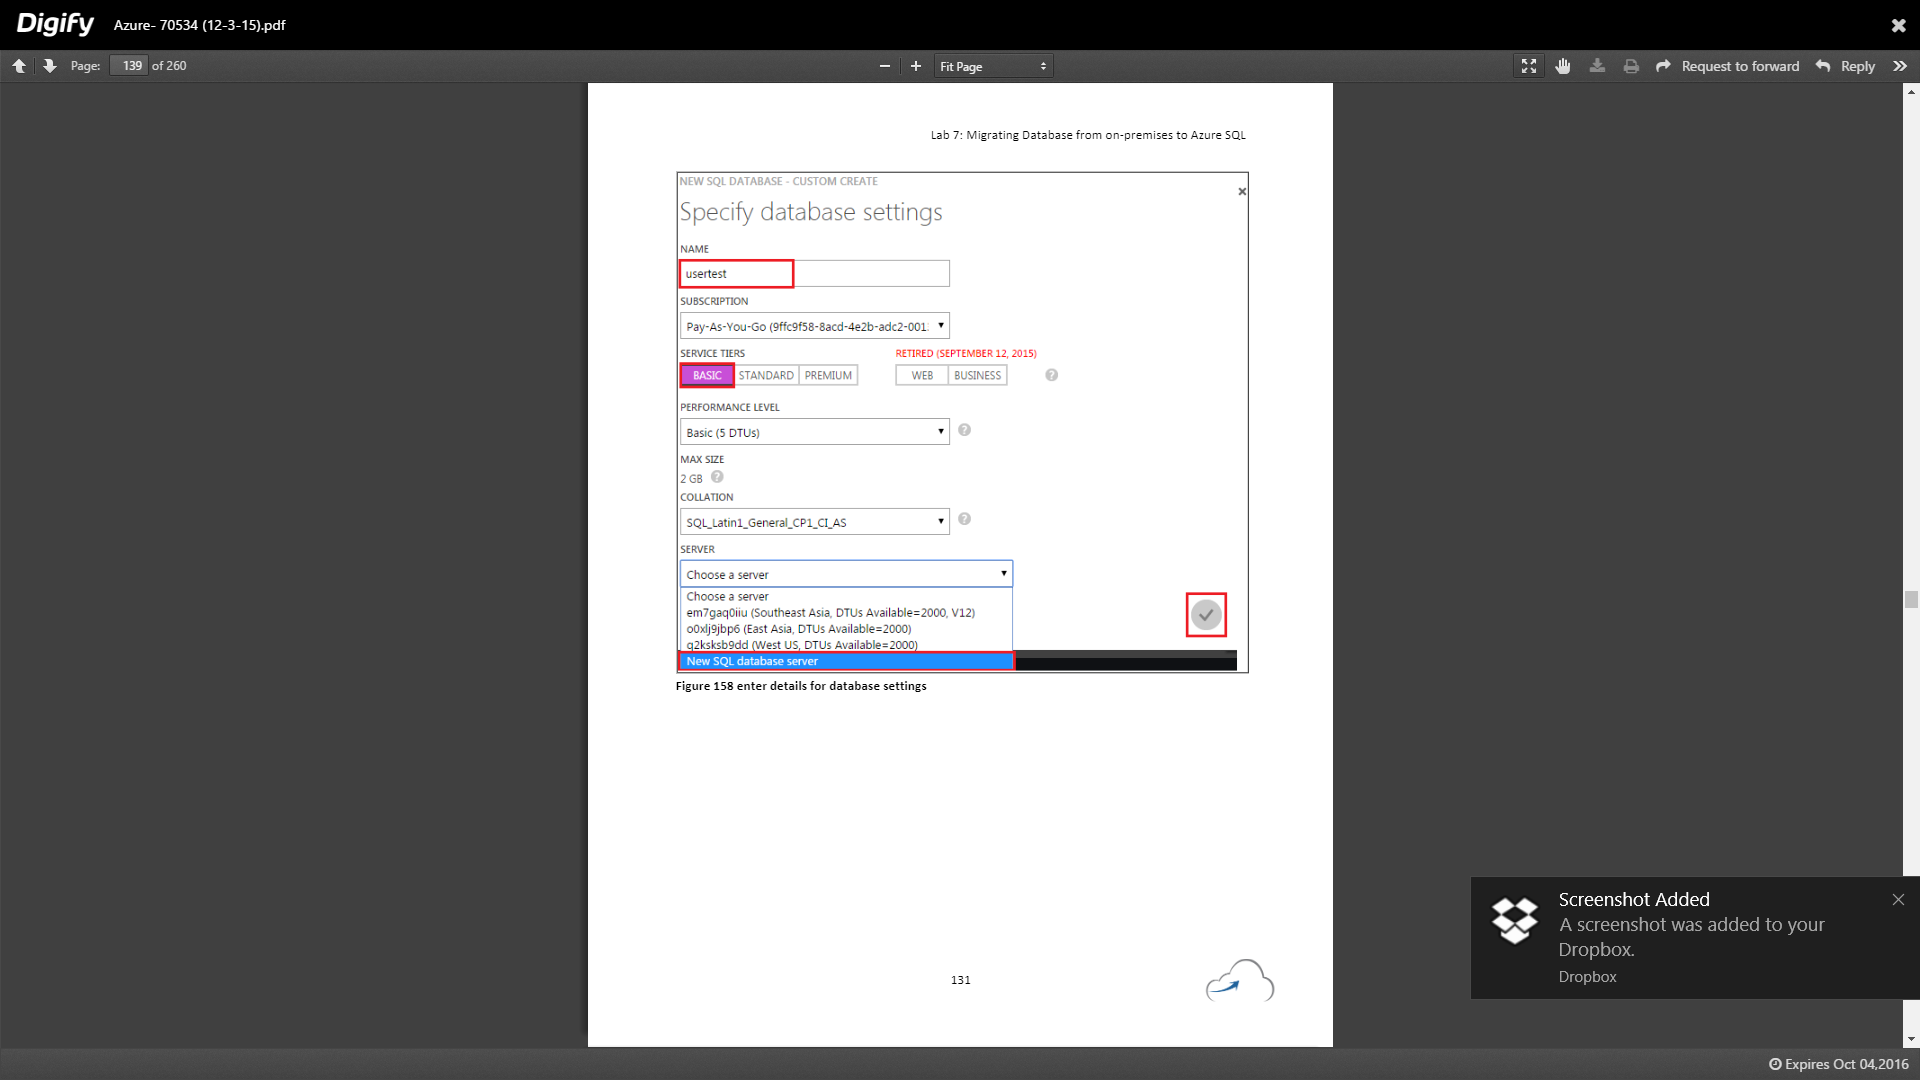 Digify Azure- 70534 (12-3-15).pdf
Page: 139 of 260 Fit Page Request to forward Reply
Lab 7: Migrating Database from on-premises to Azure SQL
NEW SQL DATABASE - CUSTOM CREATE
Specify database settings
NAME
usertest
SUBSCRIPTION
Pay-As-You-Go (9ffc9f58-8acd-4e2b-adc2-001:
SERVICE TIERS RETIRED (SEPTEMBER 12, 2015)
BASIC STANDARD PREMIUM WEB BUSINESS ?
PERFORMANCE LEVEL
Basic (5 DTUs) ?
MAX SIZE
2 GB ?
COLLATION
SQL_Latin1_General_CP1_CI_AS ?
SERVER
Choose a server
Choose a server
em7gaq0iiu (Southeast Asia, DTUs Available=2000, V12)
o0xlj9jbp6 (East Asia, DTUs Available=2000)
q2ksksb9dd (West US, DTUs Available=2000)
New SQL database server
Figure 158 enter details for database settings
131
Screenshot Added
A screenshot was added to your
Dropbox.
Dropbox
Expires Oct 04,2016